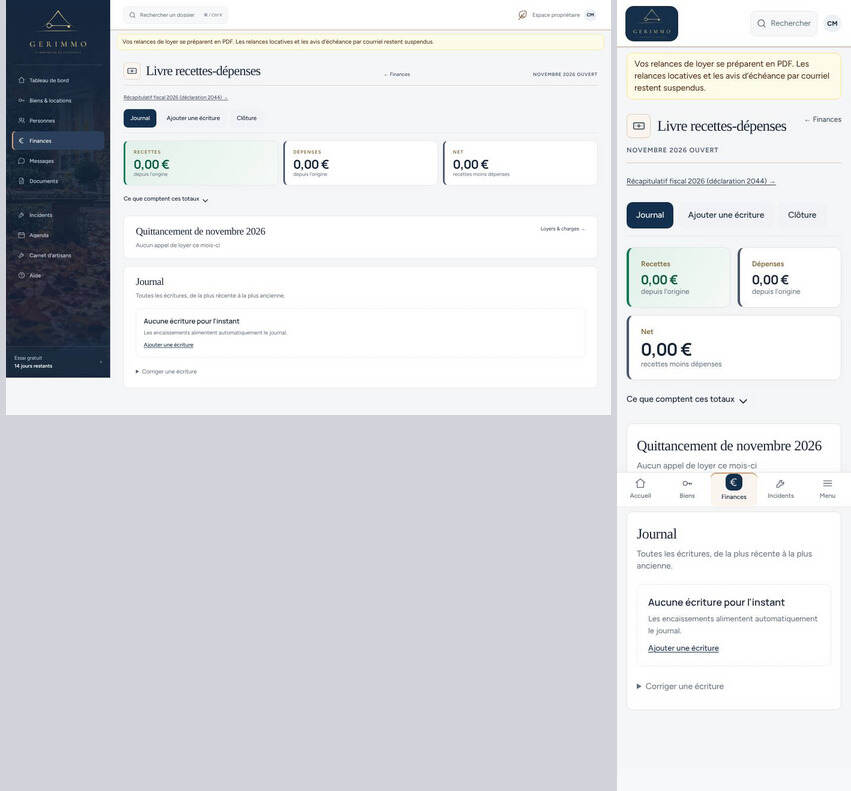 GERIMMO
Tableau de bord
Biens & locations
Personnes
Finances
Messages
Documents
Incidents
Agenda
Carnet d'artisans
Aide
Essai gratuit
14 jours restants
Rechercher un dossier
Espace propriétaire
CM
Vos relances de loyer se préparent en PDF. Les relances locatives et les avis d'échéance par courriel restent suspendus.
Livre recettes-dépenses
← Finances
NOVEMBRE 2026 OUVERT
Récapitulatif fiscal 2026 (déclaration 2044) →
Journal
Ajouter une écriture
Clôture
RECETTES
0,00 €
depuis l'origine
DÉPENSES
0,00 €
depuis l'origine
NET
0,00 €
recettes moins dépenses
Ce que comptent ces totaux
Quittancement de novembre 2026
Loyers & charges →
Aucun appel de loyer ce mois-ci
Journal
Toutes les écritures, de la plus récente à la plus ancienne.
Aucune écriture pour l'instant
Les encaissements alimentent automatiquement le journal.
Ajouter une écriture
Corriger une écriture
GERIMMO
Rechercher
CM
Vos relances de loyer se préparent en PDF. Les
relances locatives et les avis d'échéance par courriel
restent suspendus.
Livre recettes-dépenses
← Finances
NOVEMBRE 2026 OUVERT
Récapitulatif fiscal 2026 (déclaration 2044) →
Journal
Ajouter une écriture
Clôture
Recettes
0,00 €
depuis l'origine
Dépenses
0,00 €
depuis l'origine
Net
0,00 €
recettes moins dépenses
Ce que comptent ces totaux
Quittancement de novembre 2026
Aucun appel de loyer ce mois-ci
Accueil
Biens
Finances
Incidents
Menu
Journal
Toutes les écritures, de la plus récente à la plus
ancienne.
Aucune écriture pour l'instant
Les encaissements alimentent automatiquement
le journal.
Ajouter une écriture
Corriger une écriture